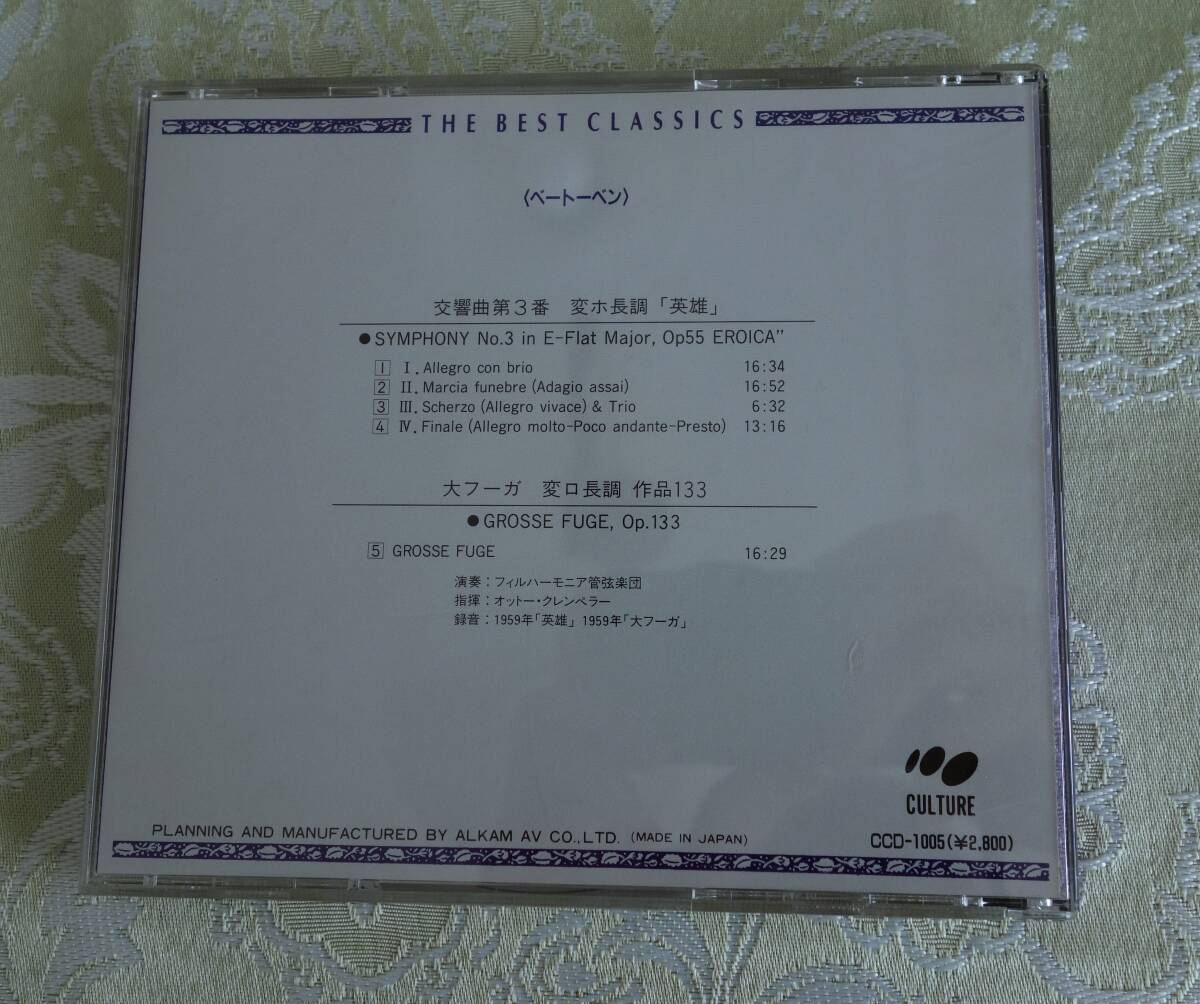 THE BEST CLASSICS
〈ベートーベン〉
交響曲第3番 変ホ長調「英雄」
●SYMPHONY No.3 in E-Flat Major, Op55 EROICA"
1 Ⅰ.Allegro con brio 16:34
2 Ⅱ.Marcia funebre (Adagio assai) 16:52
3 Ⅲ.Scherzo (Allegro vivace) & Trio 6:32
4 Ⅳ.Finale (Allegro molto-Poco andante-Presto) 13:16
大フーガ 変ロ長調 作品133
●GROSSE FUGE, Op.133
5 GROSSE FUGE 16:29
演奏：フィルハーモニア管弦楽団
指揮：オットー・クレンペラー
録音：1959年「英雄」 1959年「大フーガ」
CULTURE
PLANNING AND MANUFACTURED BY ALKAM AV CO.,LTD. (MADE IN JAPAN)
CCD-1005(¥2,800)